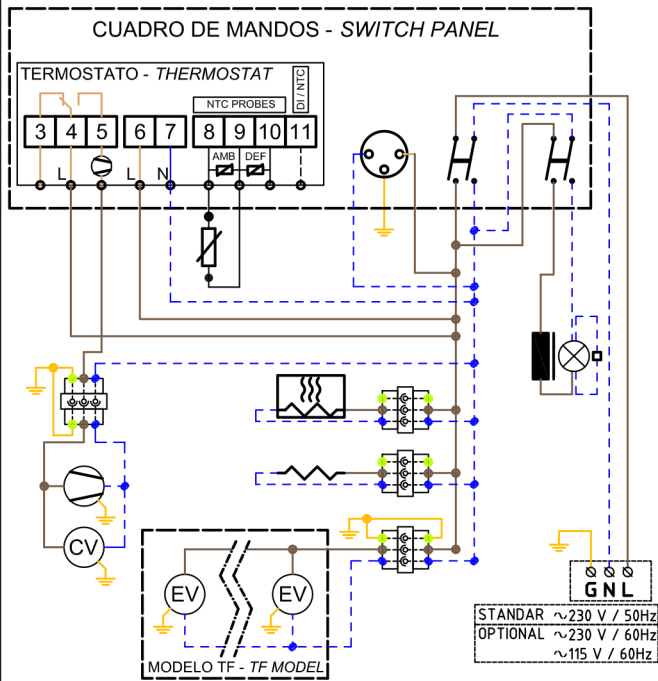 CUADRO DE MANDOS - SWITCH PANEL
TERMOSTATO - THERMOSTAT
NTC PROBES
DI / NTC
3 4 5 6 7 8 9 10 11
AMB DEF
L L N
CV
EV EV
MODELO TF - TF MODEL
G N L
STANDAR ~230 V / 50Hz
OPTIONAL ~230 V / 60Hz
~115 V / 60Hz